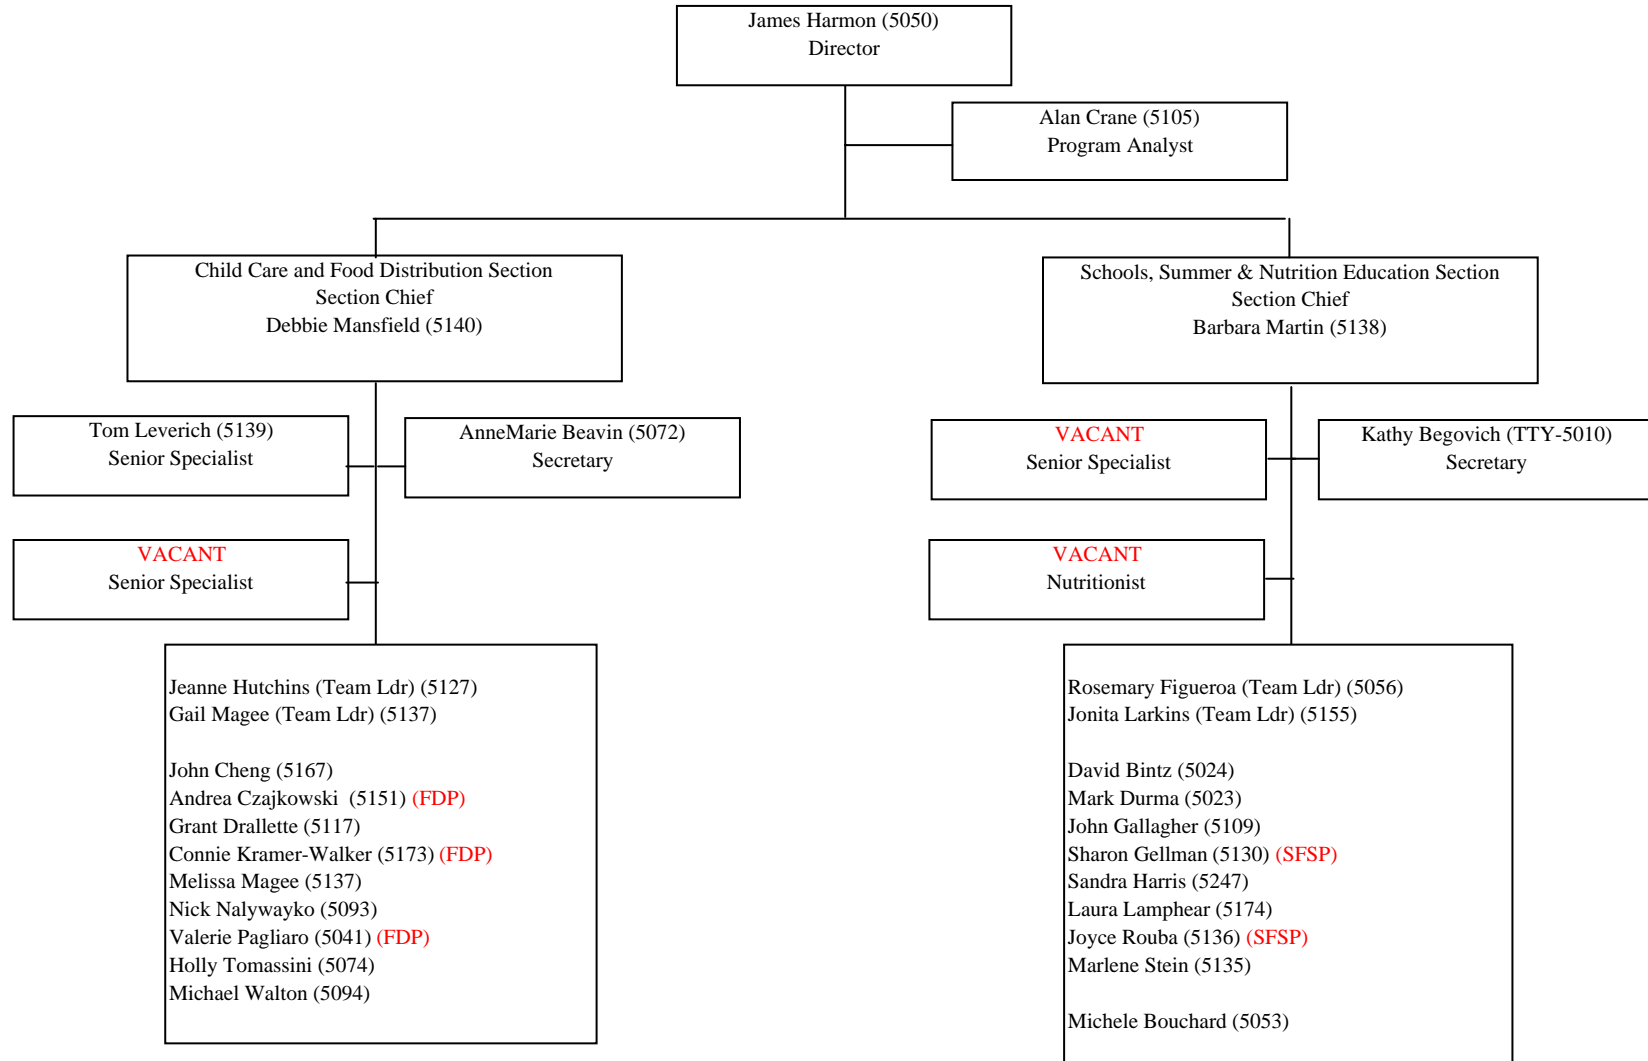 James Harmon (5050)
Director
Alan Crane (5105)
Program Analyst
Child Care and Food Distribution Section
Section Chief
Debbie Mansfield (5140)
Schools, Summer & Nutrition Education Section
Section Chief
Barbara Martin (5138)
Tom Leverich (5139)
Senior Specialist
AnneMarie Beavin (5072)
Secretary
VACANT
Senior Specialist
Kathy Begovich (TTY-5010)
Secretary
VACANT
Senior Specialist
VACANT
Nutritionist
Jeanne Hutchins (Team Ldr) (5127)
Gail Magee (Team Ldr) (5137)
John Cheng (5167)
Andrea Czajkowski (5151) (FDP)
Grant Drallette (5117)
Connie Kramer-Walker (5173) (FDP)
Melissa Magee (5137)
Nick Nalywayko (5093)
Valerie Pagliaro (5041) (FDP)
Holly Tomassini (5074)
Michael Walton (5094)
Rosemary Figueroa (Team Ldr) (5056)
Jonita Larkins (Team Ldr) (5155)
David Bintz (5024)
Mark Durma (5023)
John Gallagher (5109)
Sharon Gellman (5130) (SFSP)
Sandra Harris (5247)
Laura Lamphear (5174)
Joyce Rouba (5136) (SFSP)
Marlene Stein (5135)
Michele Bouchard (5053)